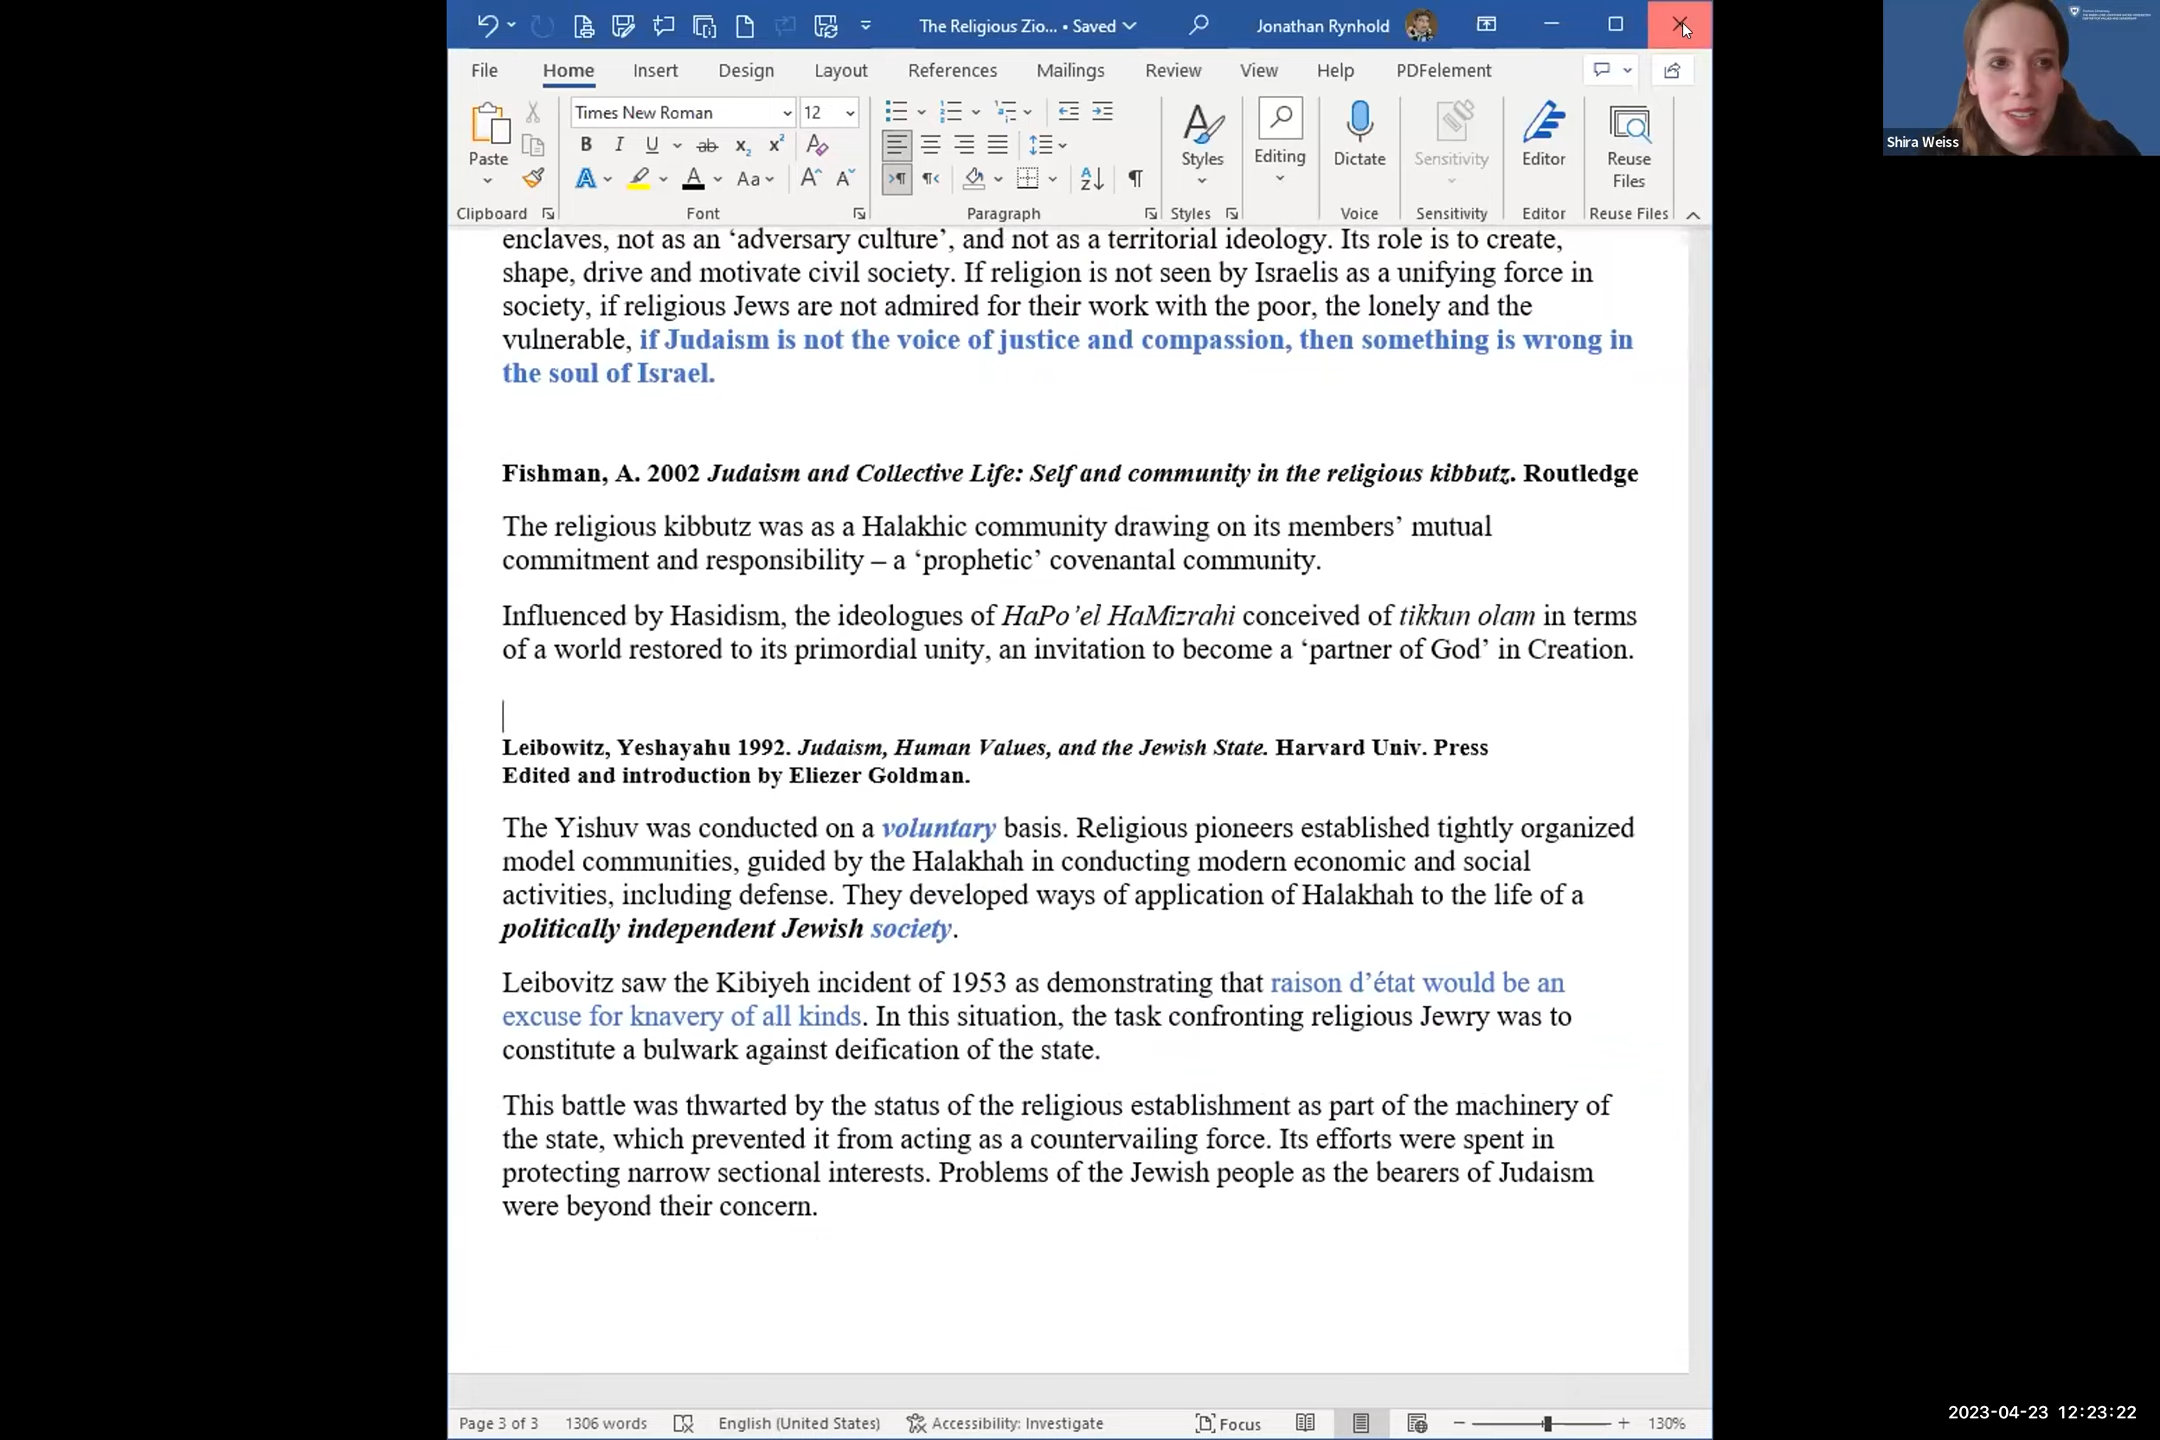 The Religious Zio... • Saved
Jonathan Rynhold
File Home Insert Design Layout References Mailings Review View Help PDFelement
Times New Roman 12
Paste
Styles
Editing
Dictate
Sensitivity
Editor
Reuse
Files
Clipboard Font Paragraph Styles Voice Sensitivity Editor Reuse Files
enclaves, not as an ‘adversary culture’, and not as a territorial ideology. Its role is to create,
shape, drive and motivate civil society. If religion is not seen by Israelis as a unifying force in
society, if religious Jews are not admired for their work with the poor, the lonely and the
vulnerable, if Judaism is not the voice of justice and compassion, then something is wrong in
the soul of Israel.
Fishman, A. 2002 Judaism and Collective Life: Self and community in the religious kibbutz. Routledge
The religious kibbutz was as a Halakhic community drawing on its members’ mutual
commitment and responsibility – a ‘prophetic’ covenantal community.
Influenced by Hasidism, the ideologues of HaPo’el HaMizrahi conceived of tikkun olam in terms
of a world restored to its primordial unity, an invitation to become a ‘partner of God’ in Creation.
Leibowitz, Yeshayahu 1992. Judaism, Human Values, and the Jewish State. Harvard Univ. Press
Edited and introduction by Eliezer Goldman.
The Yishuv was conducted on a voluntary basis. Religious pioneers established tightly organized
model communities, guided by the Halakhah in conducting modern economic and social
activities, including defense. They developed ways of application of Halakhah to the life of a
politically independent Jewish society.
Leibovitz saw the Kibiyeh incident of 1953 as demonstrating that raison d’état would be an
excuse for knavery of all kinds. In this situation, the task confronting religious Jewry was to
constitute a bulwark against deification of the state.
This battle was thwarted by the status of the religious establishment as part of the machinery of
the state, which prevented it from acting as a countervailing force. Its efforts were spent in
protecting narrow sectional interests. Problems of the Jewish people as the bearers of Judaism
were beyond their concern.
Page 3 of 3 1306 words English (United States) Accessibility: Investigate Focus 130%
Shira Weiss
2023-04-23 12:23:22